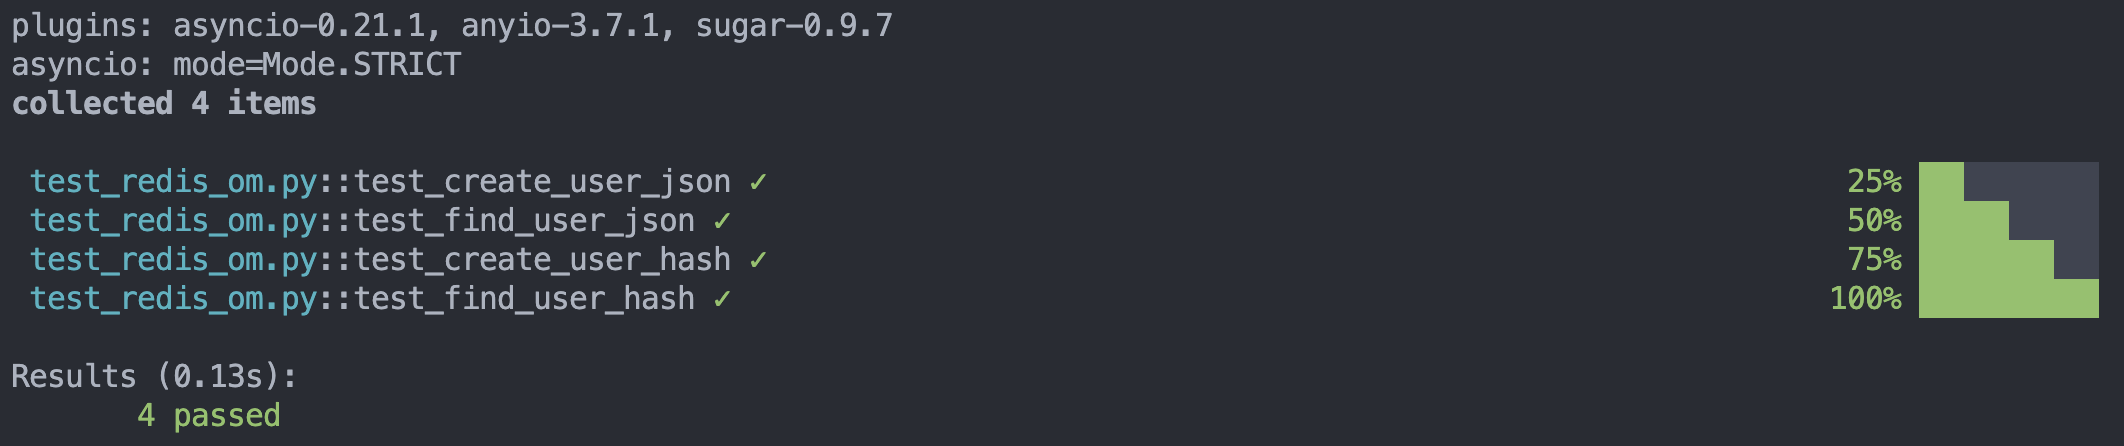 plugins: asyncio-0.21.1, anyio-3.7.1, sugar-0.9.7
asyncio: mode=Mode.STRICT
collected 4 items
test_redis_om.py::test_create_user_json ✓ 25%
test_redis_om.py::test_find_user_json ✓ 50%
test_redis_om.py::test_create_user_hash ✓ 75%
test_redis_om.py::test_find_user_hash ✓ 100%
Results (0.13s):
4 passed